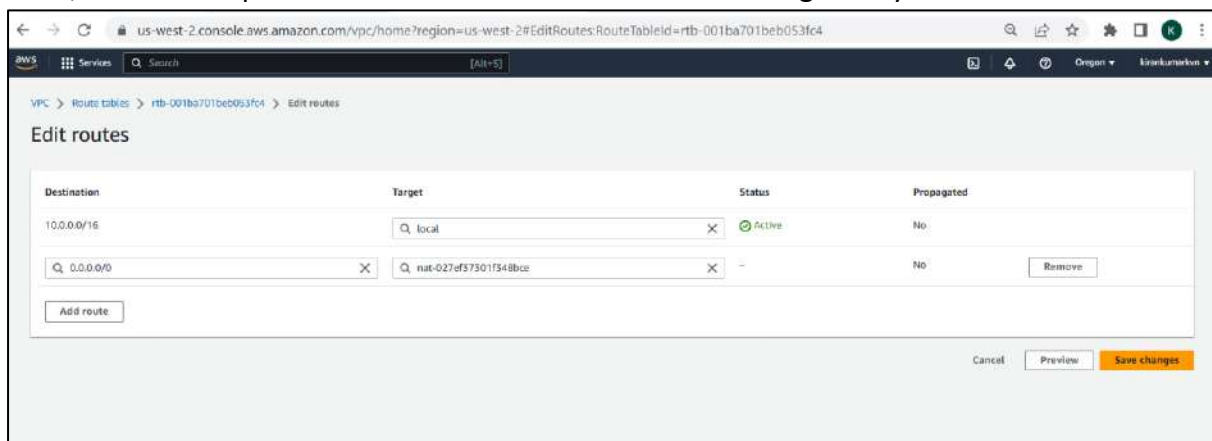 us-west-2.console.aws.amazon.com/vpc/home?region=us-west-2#EditRoutes:RouteTableId=rtb-001ba701beb053fc4
K
aws Services Search [Alt+S] Oregon kirankumarkvn
VPC > Route tables > rtb-001ba701beb053fc4 > Edit routes
Edit routes
Destination Target Status Propagated
10.0.0.0/16 local Active No
0.0.0.0/0 nat-027ef37301f348bce – No Remove
Add route
Cancel Preview Save changes